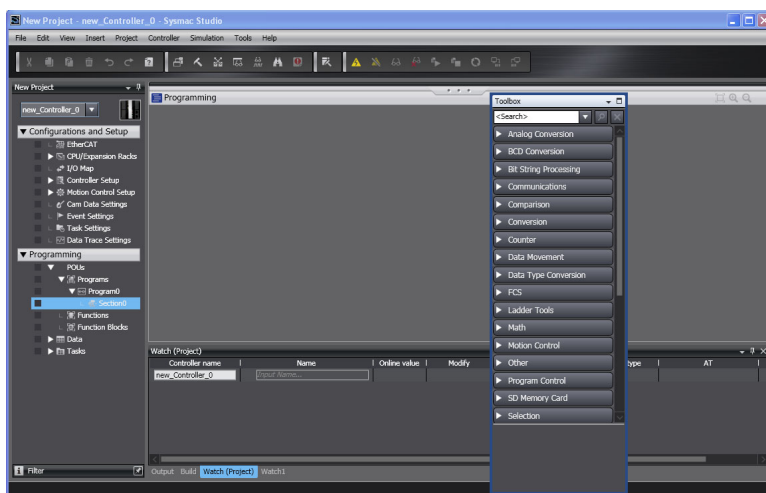 New Project - new_Controller_0 - Sysmac Studio
File Edit View Insert Project Controller Simulation Tools Help
New Project
new_Controller_0
Configurations and Setup
EtherCAT
CPU/Expansion Racks
I/O Map
Controller Setup
Motion Control Setup
Cam Data Settings
Event Settings
Task Settings
Data Trace Settings
Programming
POUs
Programs
Program0
Section0
Functions
Function Blocks
Data
Tasks
Filter
Programming
Toolbox
<Search>
Analog Conversion
BCD Conversion
Bit String Processing
Communications
Comparison
Conversion
Counter
Data Movement
Data Type Conversion
FCS
Ladder Tools
Math
Motion Control
Other
Program Control
SD Memory Card
Selection
Watch (Project)
Controller name Name Online value Modify type AT
new_Controller_0 Input Name...
Output Build Watch (Project) Watch1